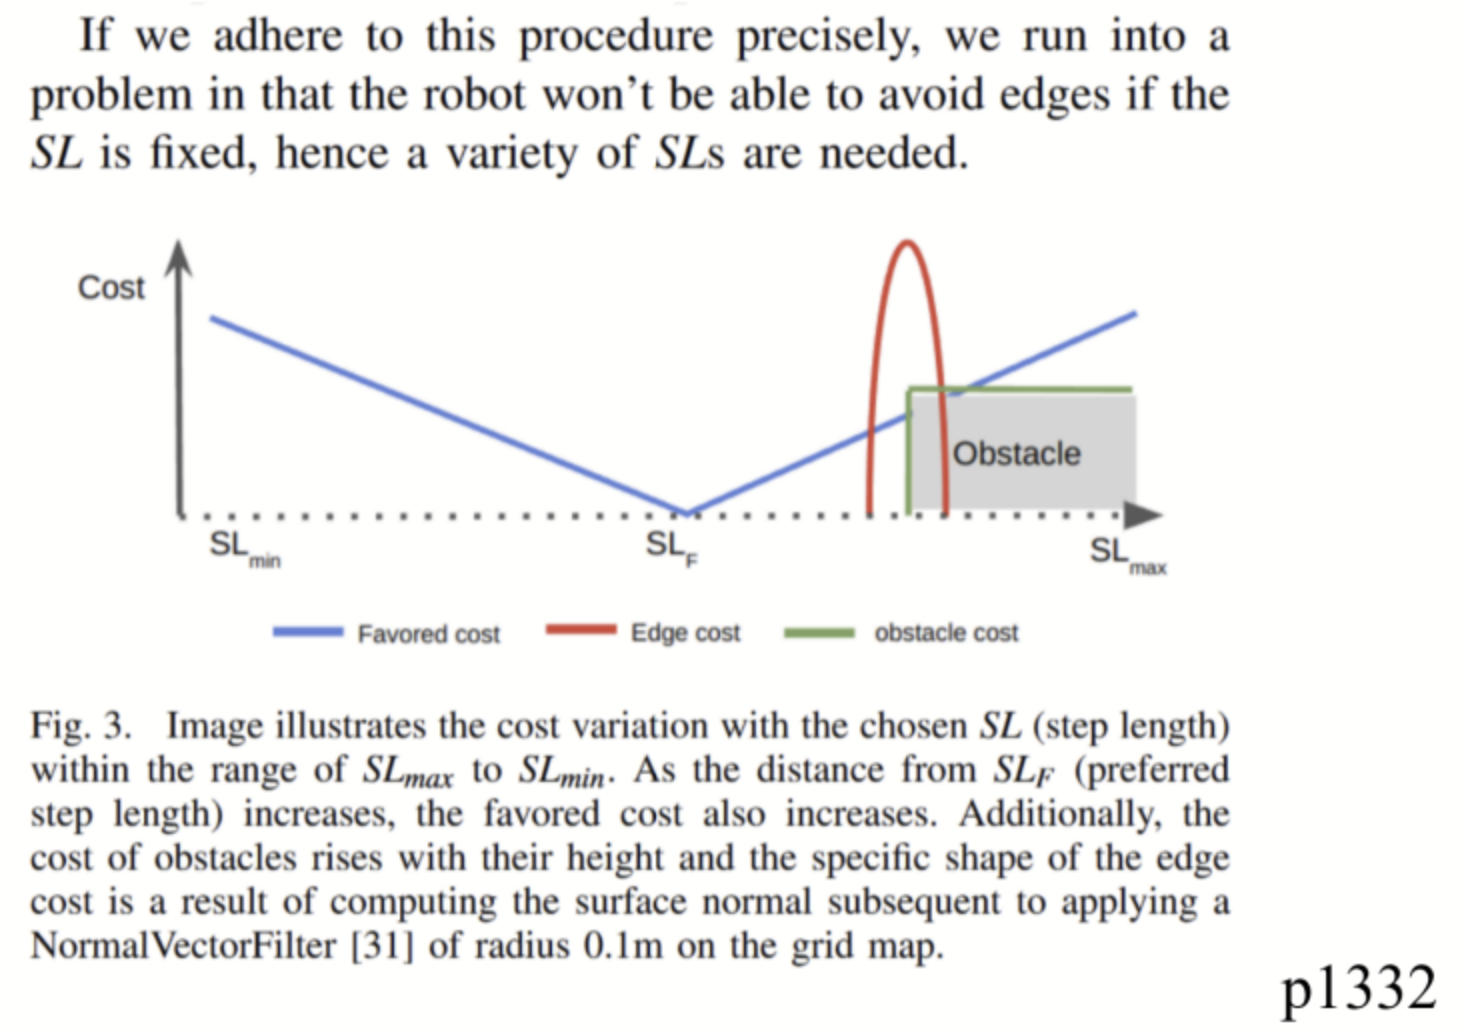 If we adhere to this procedure precisely, we run into a
problem in that the robot won't be able to avoid edges if the
SL is fixed, hence a variety of SLs are needed.
Cost
Obstacle
SLmin
SLF
SLmax
Favored cost
Edge cost
obstacle cost
Fig. 3. Image illustrates the cost variation with the chosen SL (step length)
within the range of SLmax to SLmin. As the distance from SLF (preferred
step length) increases, the favored cost also increases. Additionally, the
cost of obstacles rises with their height and the specific shape of the edge
cost is a result of computing the surface normal subsequent to applying a
NormalVectorFilter [31] of radius 0.1m on the grid map.
p1332